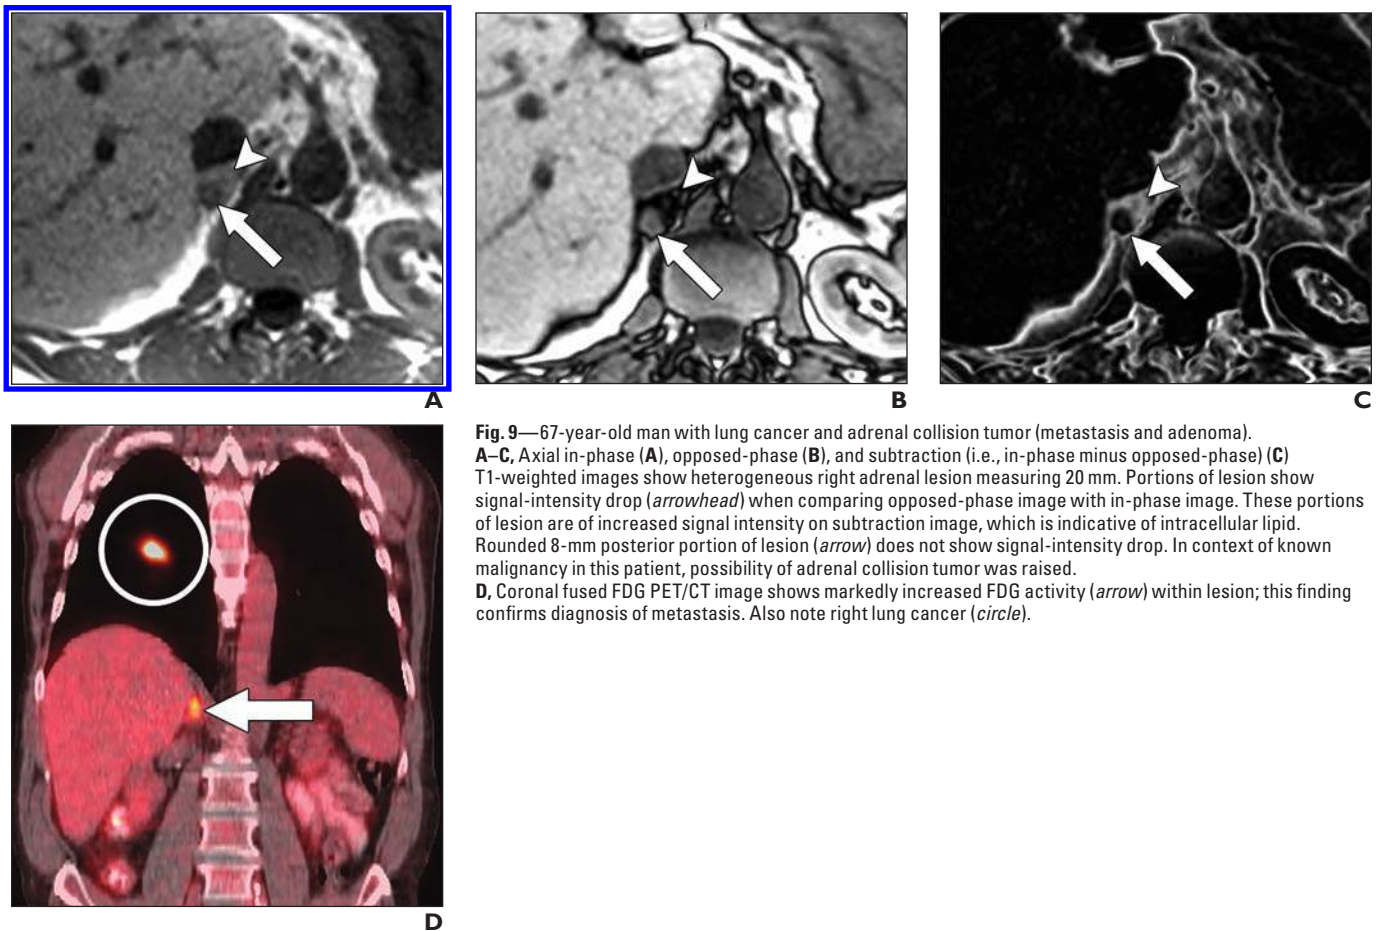 A
B
C
Fig. 9—67-year-old man with lung cancer and adrenal collision tumor (metastasis and adenoma).
A–C, Axial in-phase (A), opposed-phase (B), and subtraction (i.e., in-phase minus opposed-phase) (C)
T1-weighted images show heterogeneous right adrenal lesion measuring 20 mm. Portions of lesion show
signal-intensity drop (arrowhead) when comparing opposed-phase image with in-phase image. These portions
of lesion are of increased signal intensity on subtraction image, which is indicative of intracellular lipid.
Rounded 8-mm posterior portion of lesion (arrow) does not show signal-intensity drop. In context of known
malignancy in this patient, possibility of adrenal collision tumor was raised.
D, Coronal fused FDG PET/CT image shows markedly increased FDG activity (arrow) within lesion; this finding
confirms diagnosis of metastasis. Also note right lung cancer (circle).
D